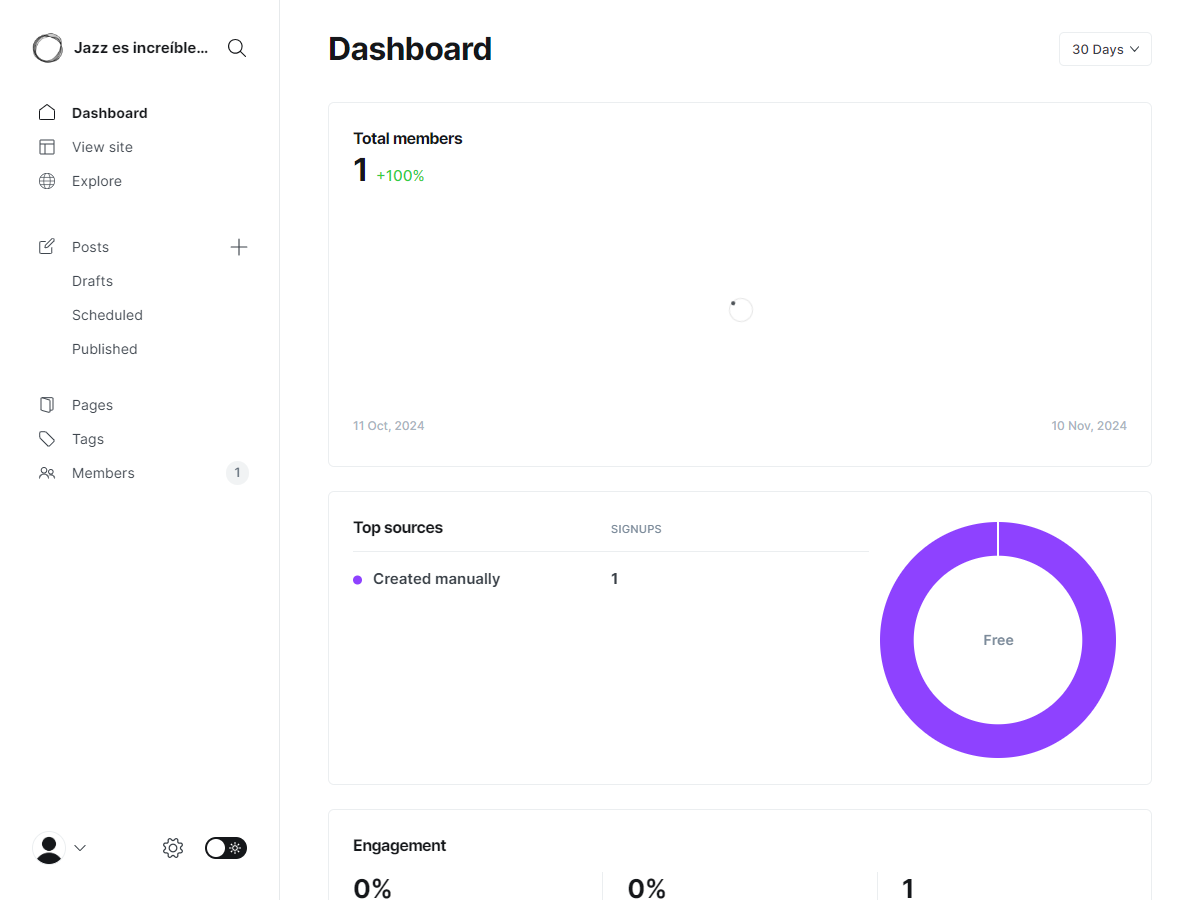 Jazz es increíble...
Dashboard
View site
Explore
Posts
Drafts
Scheduled
Published
Pages
Tags
Members
1
Dashboard
30 Days
Total members
1 +100%
11 Oct, 2024
10 Nov, 2024
Top sources
SIGNUPS
Created manually
1
Free
Engagement
0%
0%
1